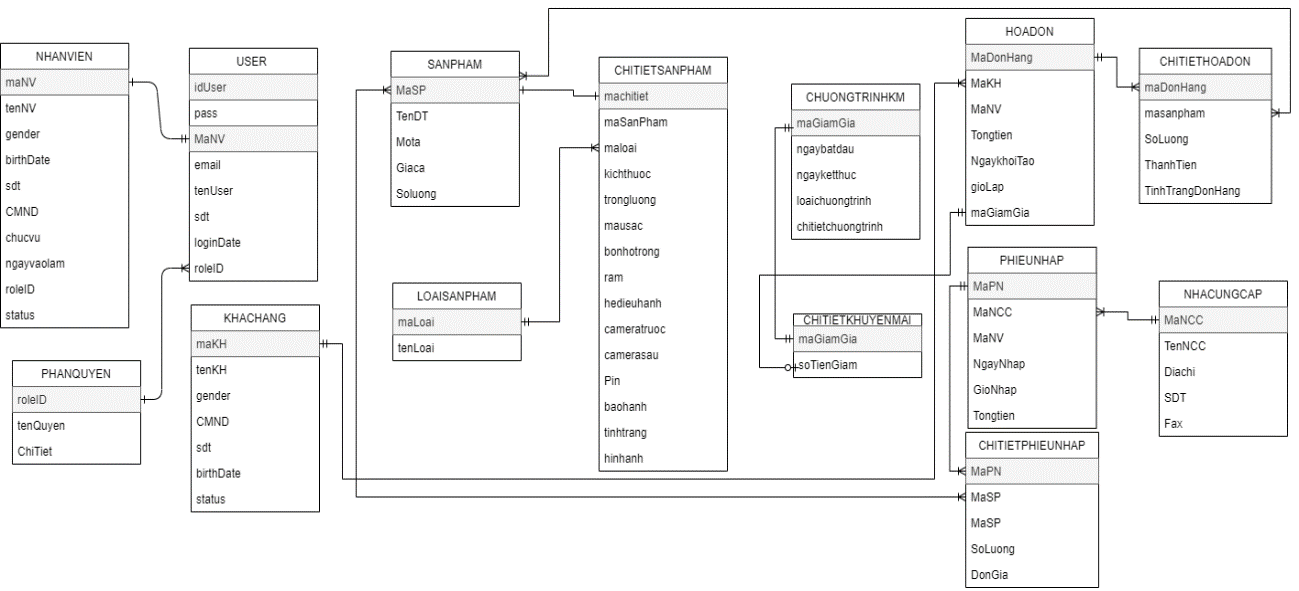 NHANVIEN
maNV
tenNV
gender
birthDate
sdt
CMND
chucvu
ngayvaolam
roleID
status
USER
idUser
pass
MaNV
email
tenUser
sdt
loginDate
roleID
PHANQUYEN
roleID
tenQuyen
ChiTiet
KHACHANG
maKH
tenKH
gender
CMND
sdt
birthDate
status
SANPHAM
MaSP
TenDT
Mota
Giaca
Soluong
LOAISANPHAM
maLoai
tenLoai
CHITIETSANPHAM
machitiet
maSanPham
maloai
kichthuoc
trongluong
mausac
bonhotrong
ram
hedieuhanh
cameratruoc
camerasau
Pin
baohanh
tinhtrang
hinhanh
CHUONGTRINHKM
maGiamGia
ngaybatdau
ngayketthuc
loaichuongtrinh
chitietchuongtrinh
CHITIETKHUYENMAI
maGiamGia
soTienGiam
HOADON
MaDonHang
MaKH
MaNV
Tongtien
NgaykhoiTao
gioLap
maGiamGia
CHITIETHOADON
maDonHang
masanpham
SoLuong
ThanhTien
TinhTrangDonHang
PHIEUNHAP
MaPN
MaNCC
MaNV
NgayNhap
GioNhap
Tongtien
NHACUNGCAP
MaNCC
TenNCC
Diachi
SDT
Fax
CHITIETPHIEUNHAP
MaPN
MaSP
MaSP
SoLuong
DonGia